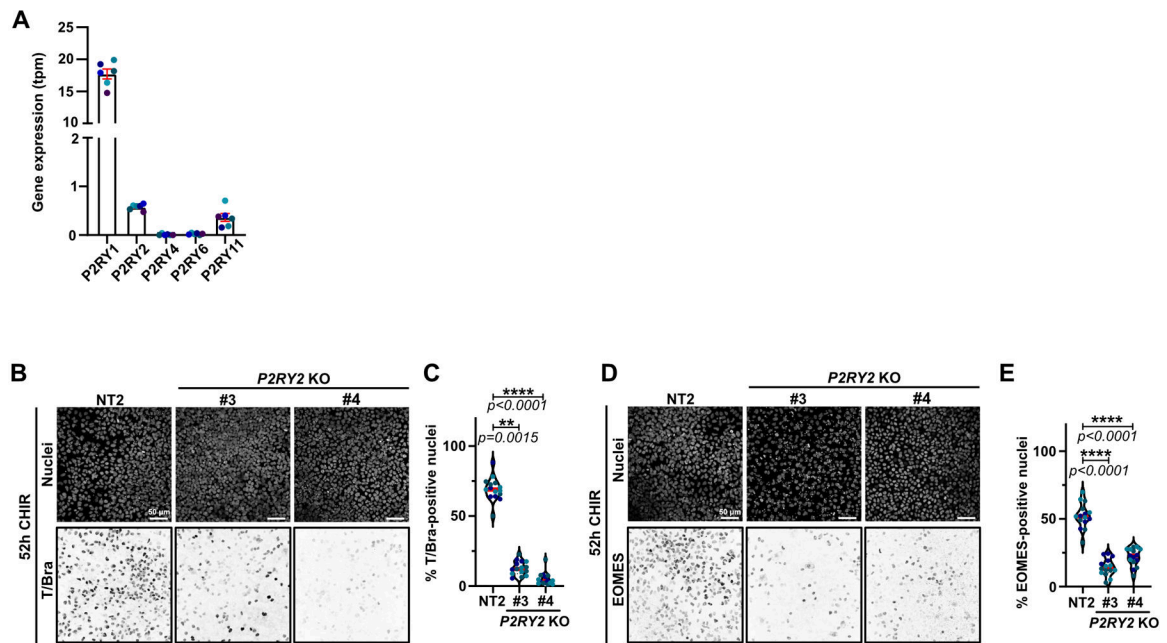 A
Gene expression (tpm)
25
20
15
10
2
1
0
P2RY1
P2RY2
P2RY4
P2RY6
P2RY11
B
P2RY2 KO
NT2
#3
#4
52h CHIR
Nuclei
50 µm
T/Bra
C
% T/Bra-positive nuclei
****
p<0.0001
**
p=0.0015
100
50
0
NT2
#3
#4
P2RY2 KO
D
P2RY2 KO
NT2
#3
#4
52h CHIR
Nuclei
50 µm
EOMES
E
% EOMES-positive nuclei
****
p<0.0001
****
p<0.0001
100
50
0
NT2
#3
#4
P2RY2 KO